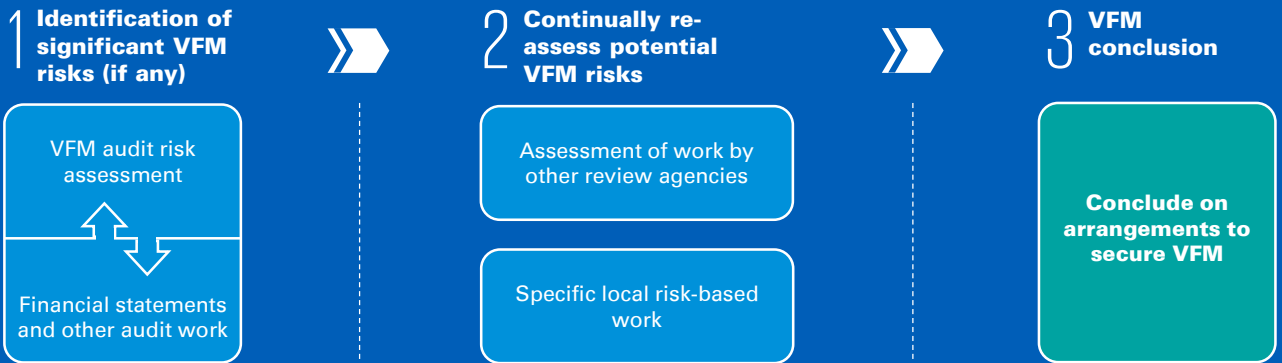 1
Identification of
significant VFM
risks (if any)
VFM audit risk
assessment
Financial statements
and other audit work
2
Continually re-
assess potential
VFM risks
Assessment of work by
other review agencies
Specific local risk-based
work
3
VFM
conclusion
Conclude on
arrangements to
secure VFM